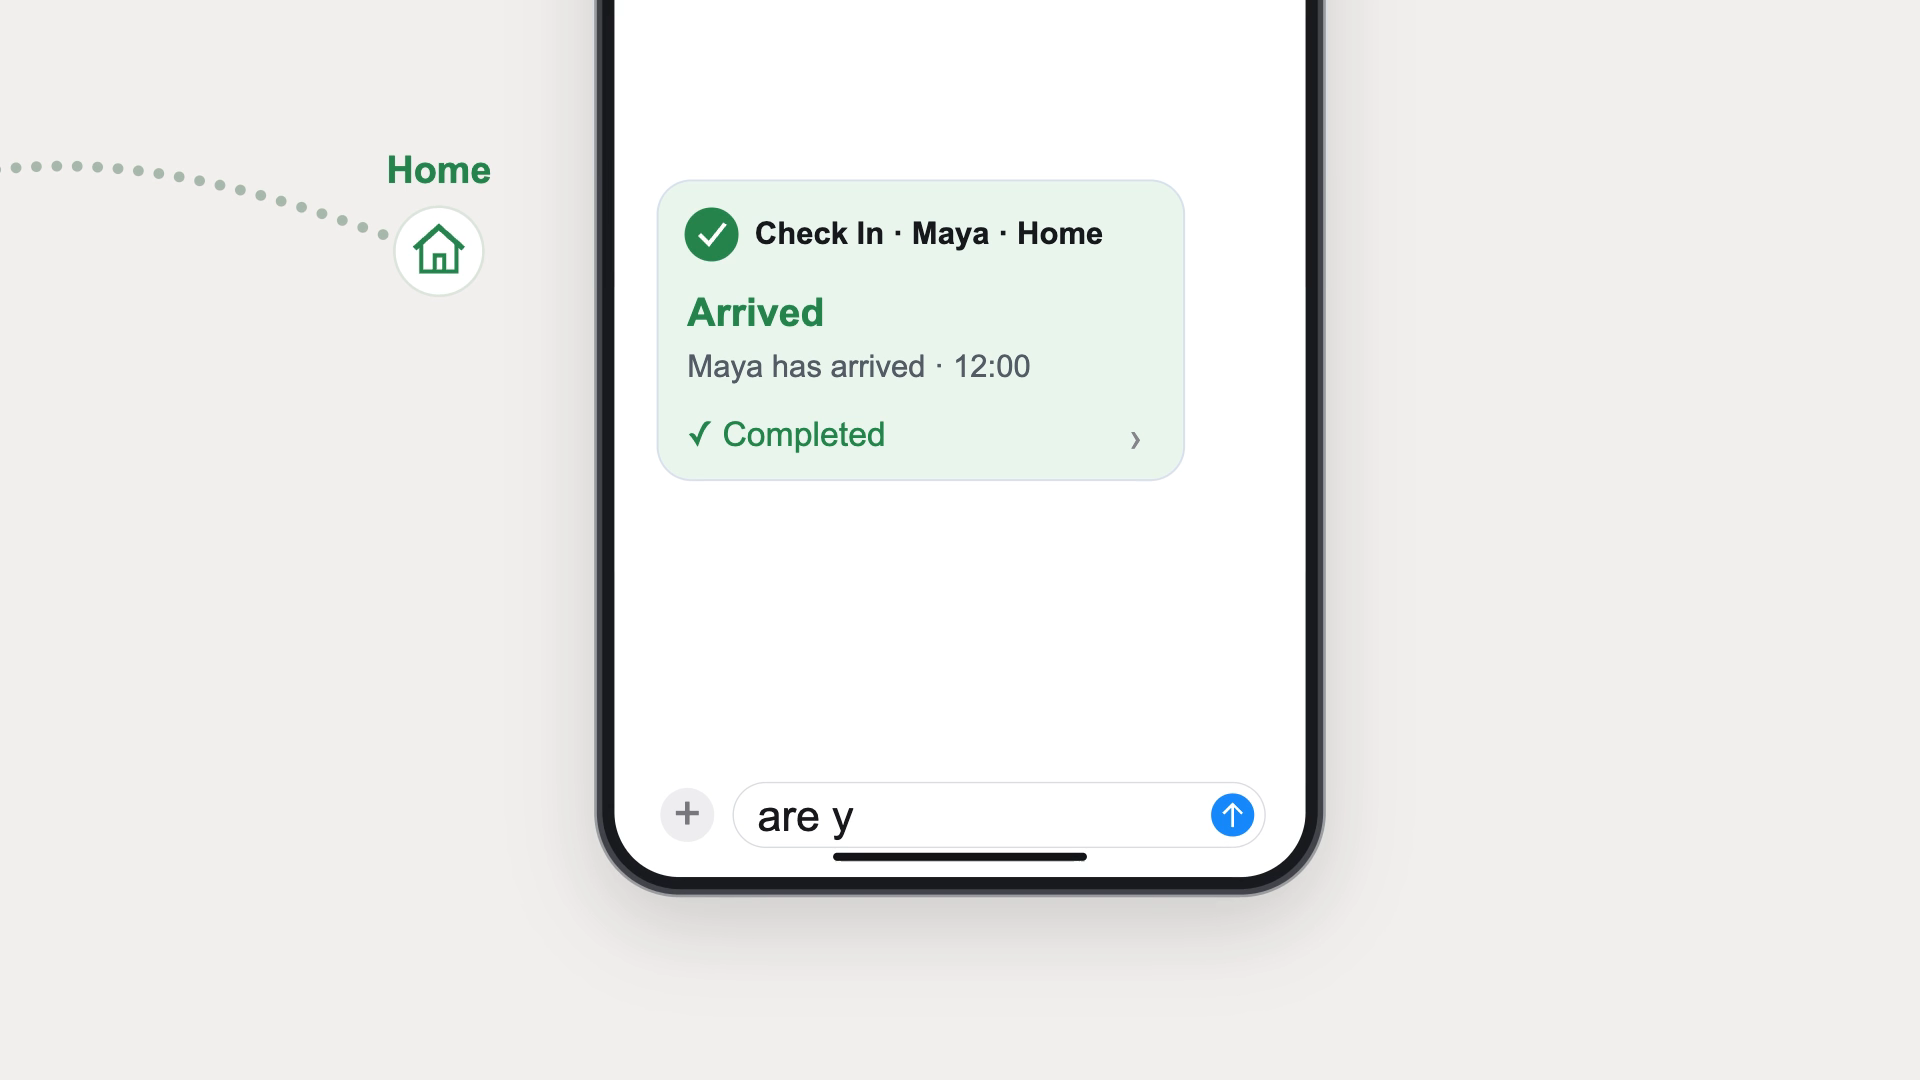 Home
Check In · Maya · Home
Arrived
Maya has arrived · 12:00
✓ Completed
are y